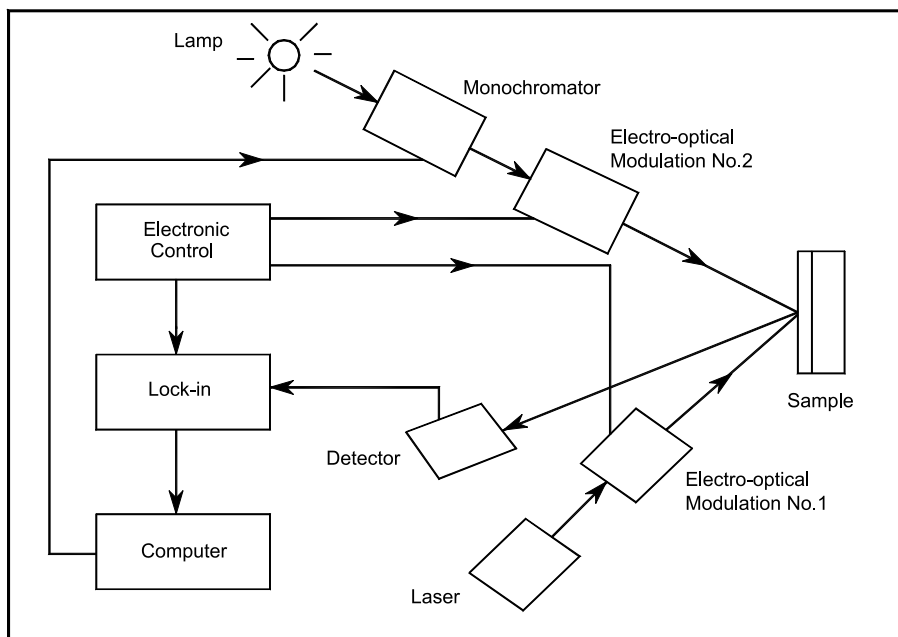 Lamp
Monochromator
Electro-optical
Modulation No.2
Electronic
Control
Lock-in
Sample
Detector
Electro-optical
Modulation No.1
Computer
Laser